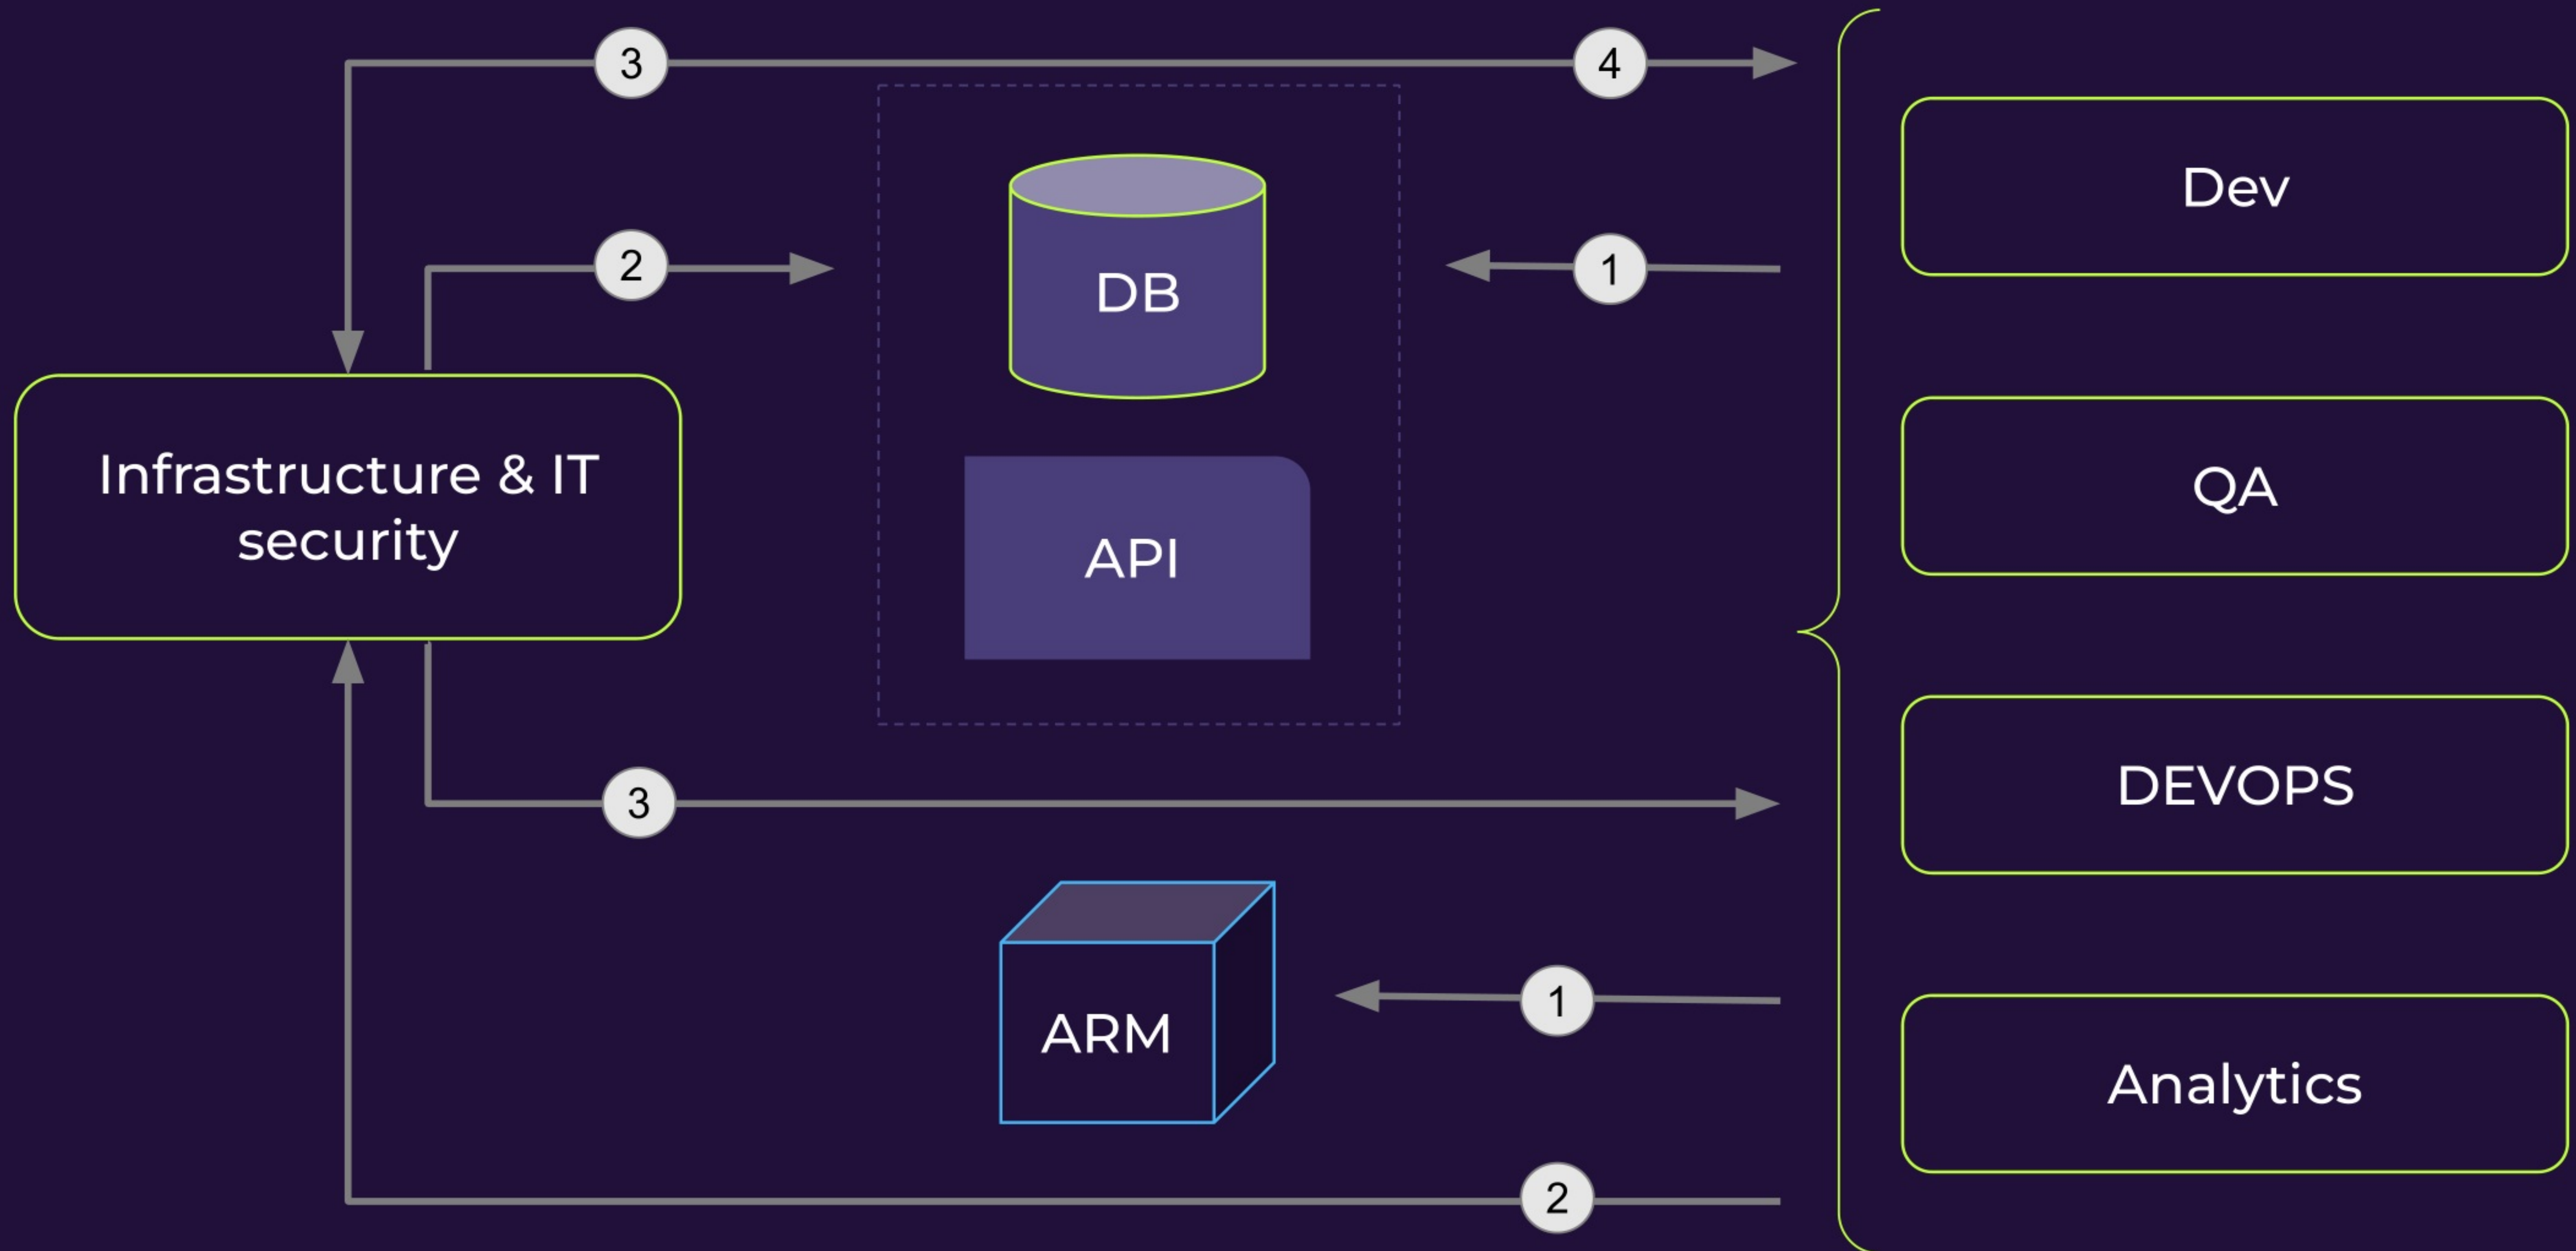 3
4
Dev
2
DB
1
Infrastructure & IT
security
API
QA
3
DEVOPS
ARM
1
Analytics
2